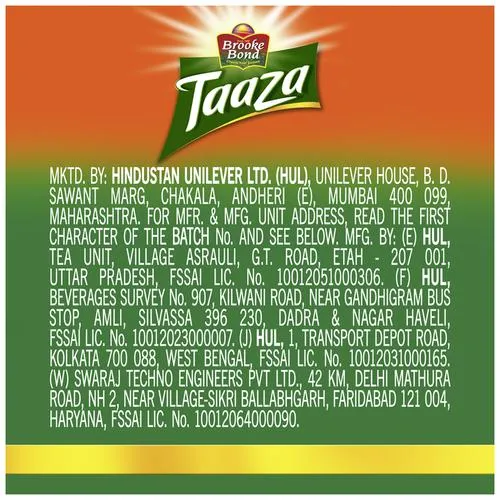 Brooke
Bond
Taaza
MKTD. BY: HINDUSTAN UNILEVER LTD. (HUL), UNILEVER HOUSE, B. D.
SAWANT MARG, CHAKALA, ANDHERI (E), MUMBAI 400 099,
MAHARASHTRA. FOR MFR. & MFG. UNIT ADDRESS, READ THE FIRST
CHARACTER OF THE BATCH No. AND SEE BELOW. MFG. BY: (E) HUL,
TEA UNIT, VILLAGE ASRAULI, G.T. ROAD, ETAH - 207 001,
UTTAR PRADESH, FSSAI LIC. No. 10012051000306. (F) HUL,
BEVERAGES SURVEY No. 907, KILWANI ROAD, NEAR GANDHIGRAM BUS
STOP, AMLI, SILVASSA 396 230, DADRA & NAGAR HAVELI,
FSSAI LIC. No. 10012023000007. (J) HUL, 1, TRANSPORT DEPOT ROAD,
KOLKATA 700 088, WEST BENGAL, FSSAI LIC. No. 10012031000165.
(W) SWARAJ TECHNO ENGINEERS PVT LTD., 42 KM, DELHI MATHURA
ROAD, NH 2, NEAR VILLAGE-SIKRI BALLABHGARH, FARIDABAD 121 004,
HARYANA, FSSAI LIC. No. 10012064000090.